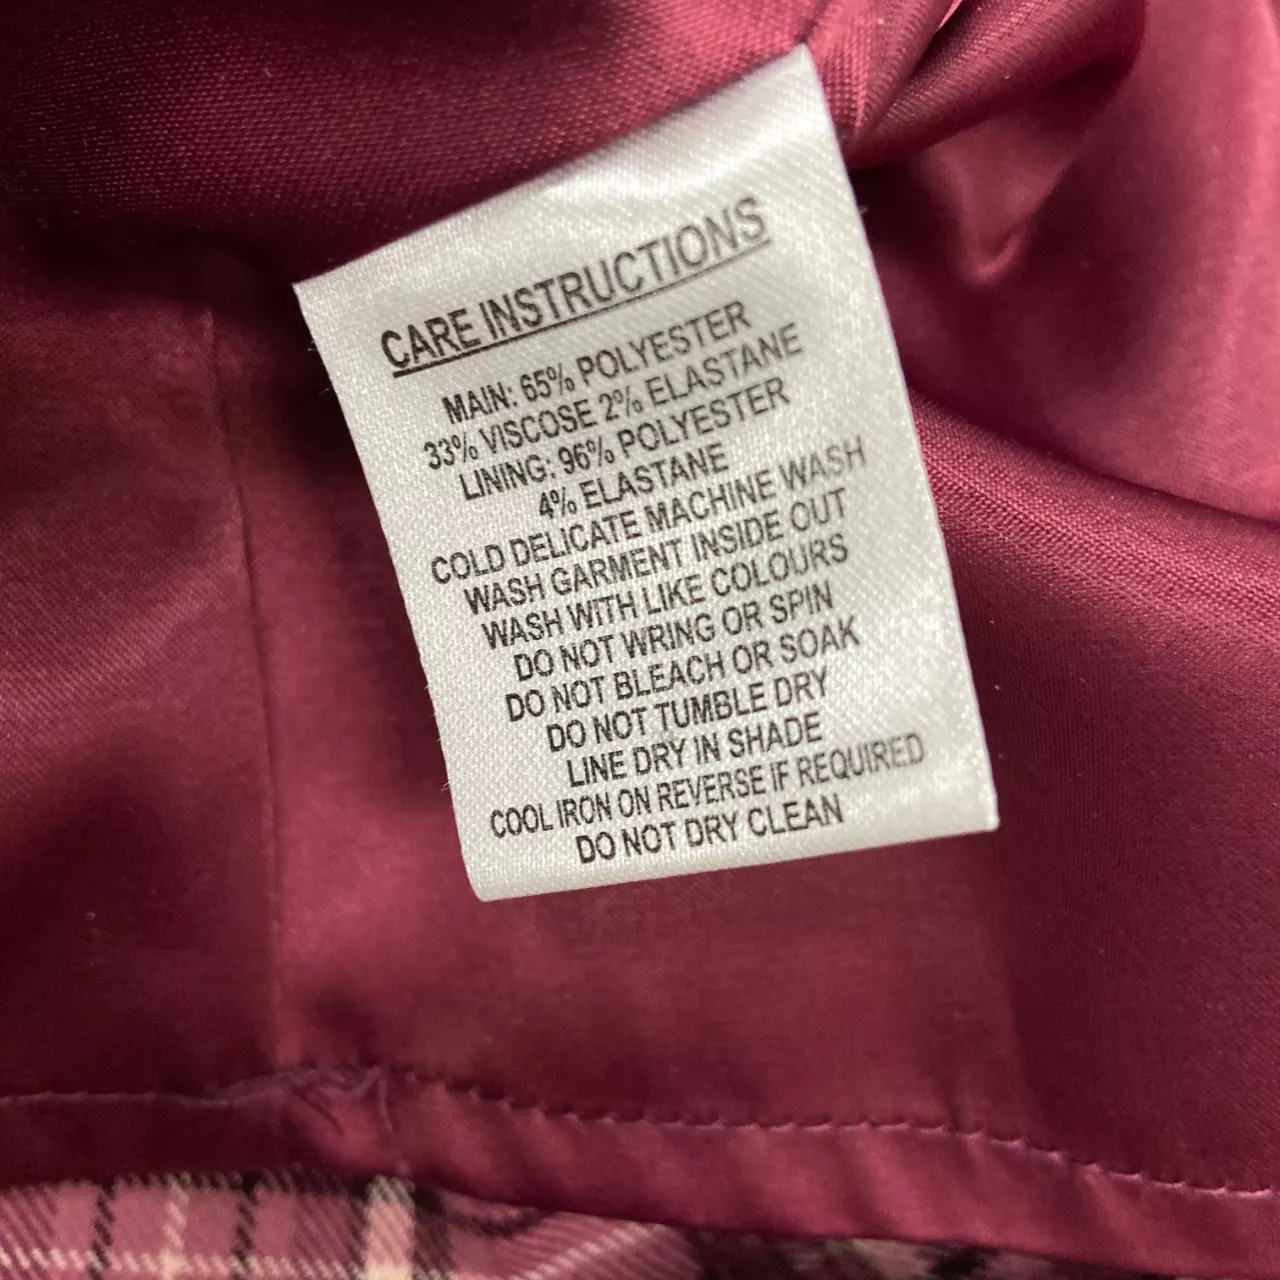 CARE INSTRUCTIONS
MAIN: 65% POLYESTER
33% VISCOSE 2% ELASTANE
LINING: 96% POLYESTER
4% ELASTANE
COLD DELICATE MACHINE WASH
WASH GARMENT INSIDE OUT
WASH WITH LIKE COLOURS
DO NOT WRING OR SPIN
DO NOT BLEACH OR SOAK
DO NOT TUMBLE DRY
LINE DRY IN SHADE
COOL IRON ON REVERSE IF REQUIRED
DO NOT DRY CLEAN